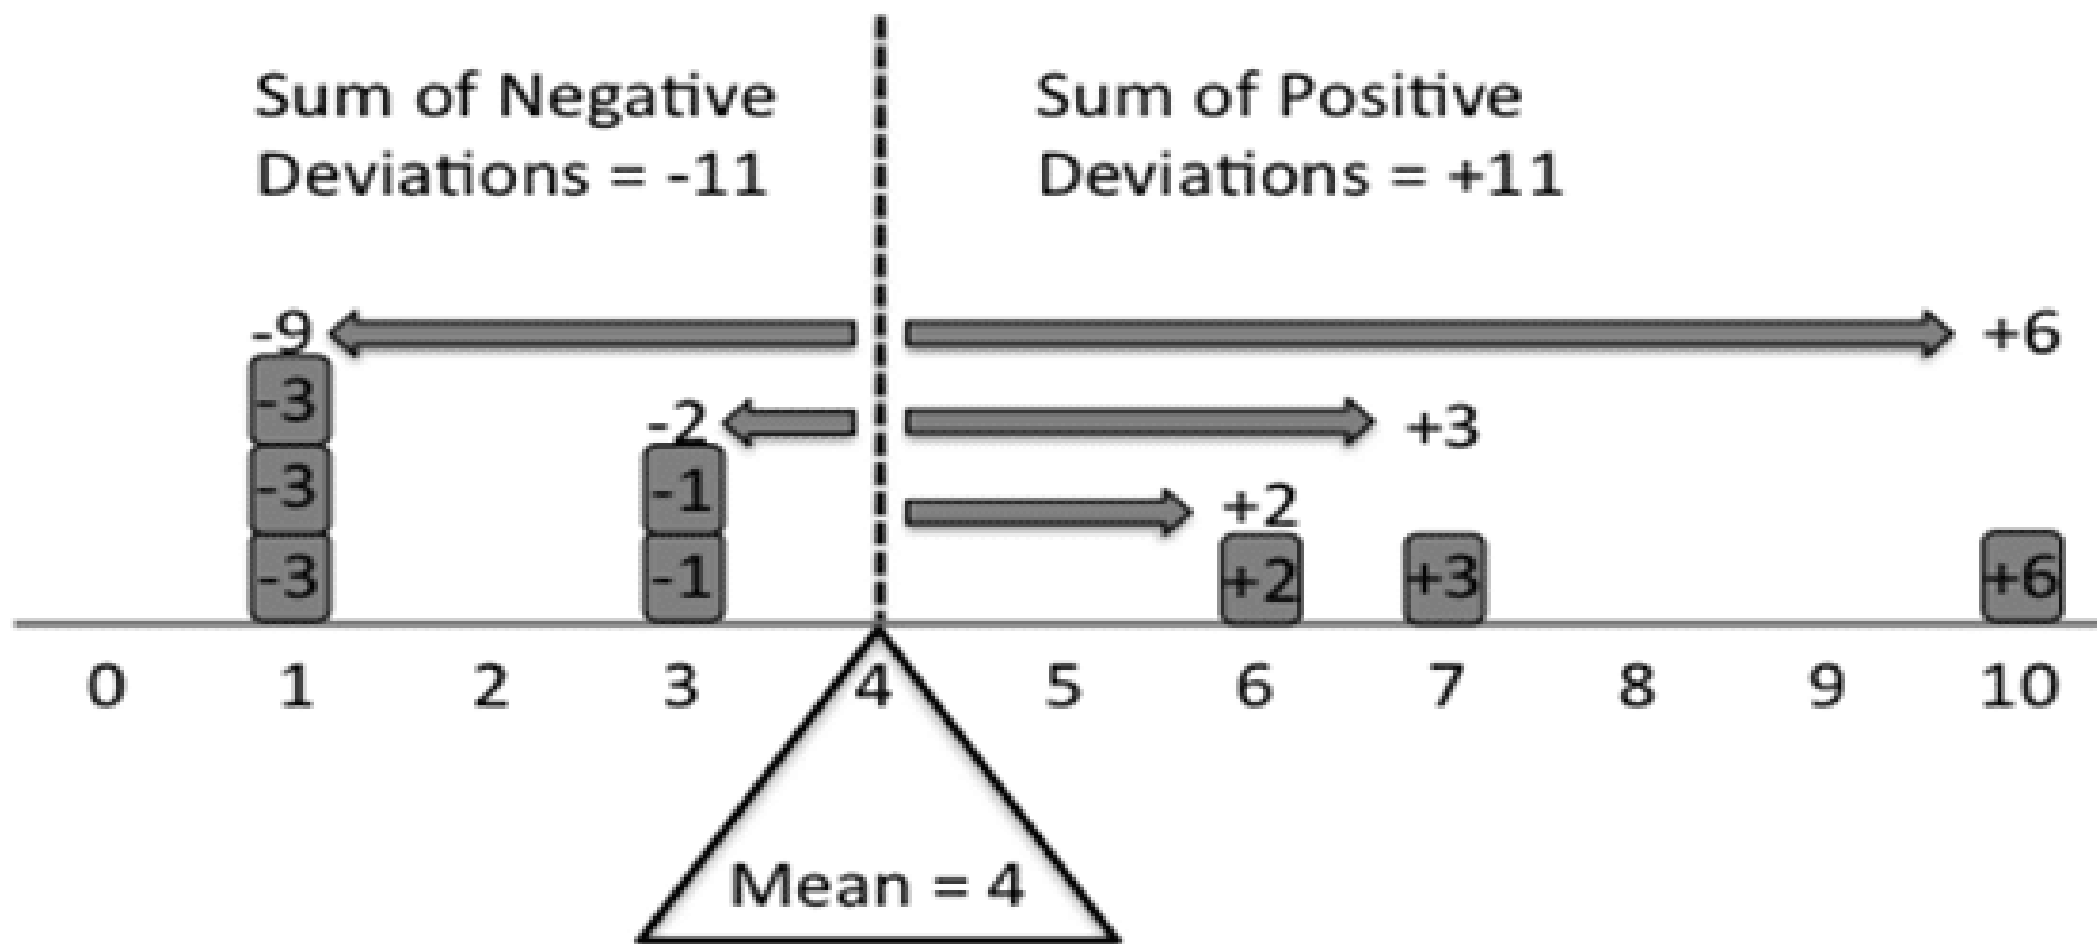 Sum of Negative
Deviations = -11
Sum of Positive
Deviations = +11
-9
+6
-3
-2
+3
-3
-1
+2
-3
-1
+2
+3
+6
0 1 2 3 4 5 6 7 8 9 10
Mean = 4